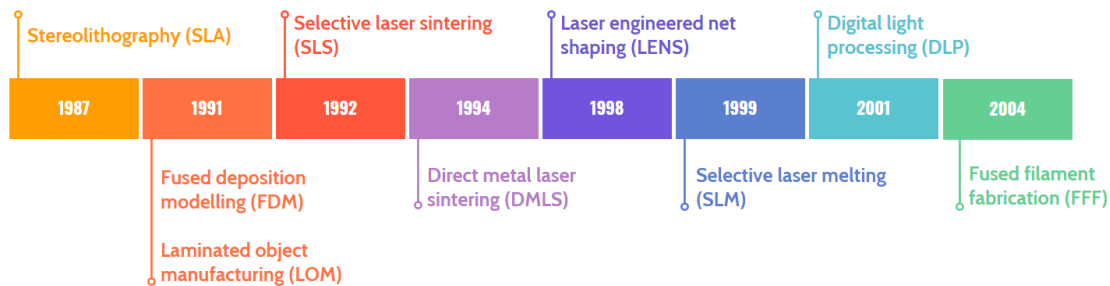 Stereolithography (SLA)
Selective laser sintering
(SLS)
Laser engineered net
shaping (LENS)
Digital light
processing (DLP)
1987
1991
1992
1994
1998
1999
2001
2004
Fused deposition
modelling (FDM)
Laminated object
manufacturing (LOM)
Direct metal laser
sintering (DMLS)
Selective laser melting
(SLM)
Fused filament
fabrication (FFF)